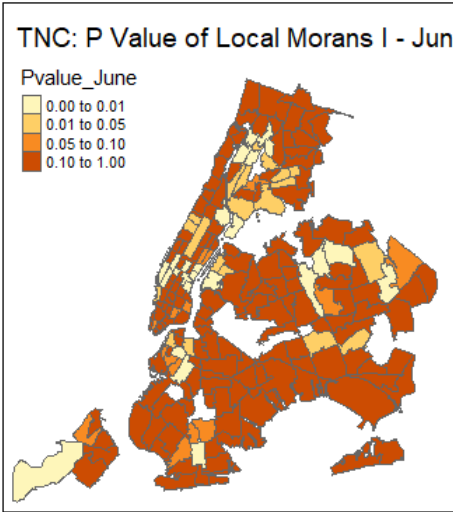 TNC: P Value of Local Morans I - Jun
Pvalue_June
0.00 to 0.01
0.01 to 0.05
0.05 to 0.10
0.10 to 1.00